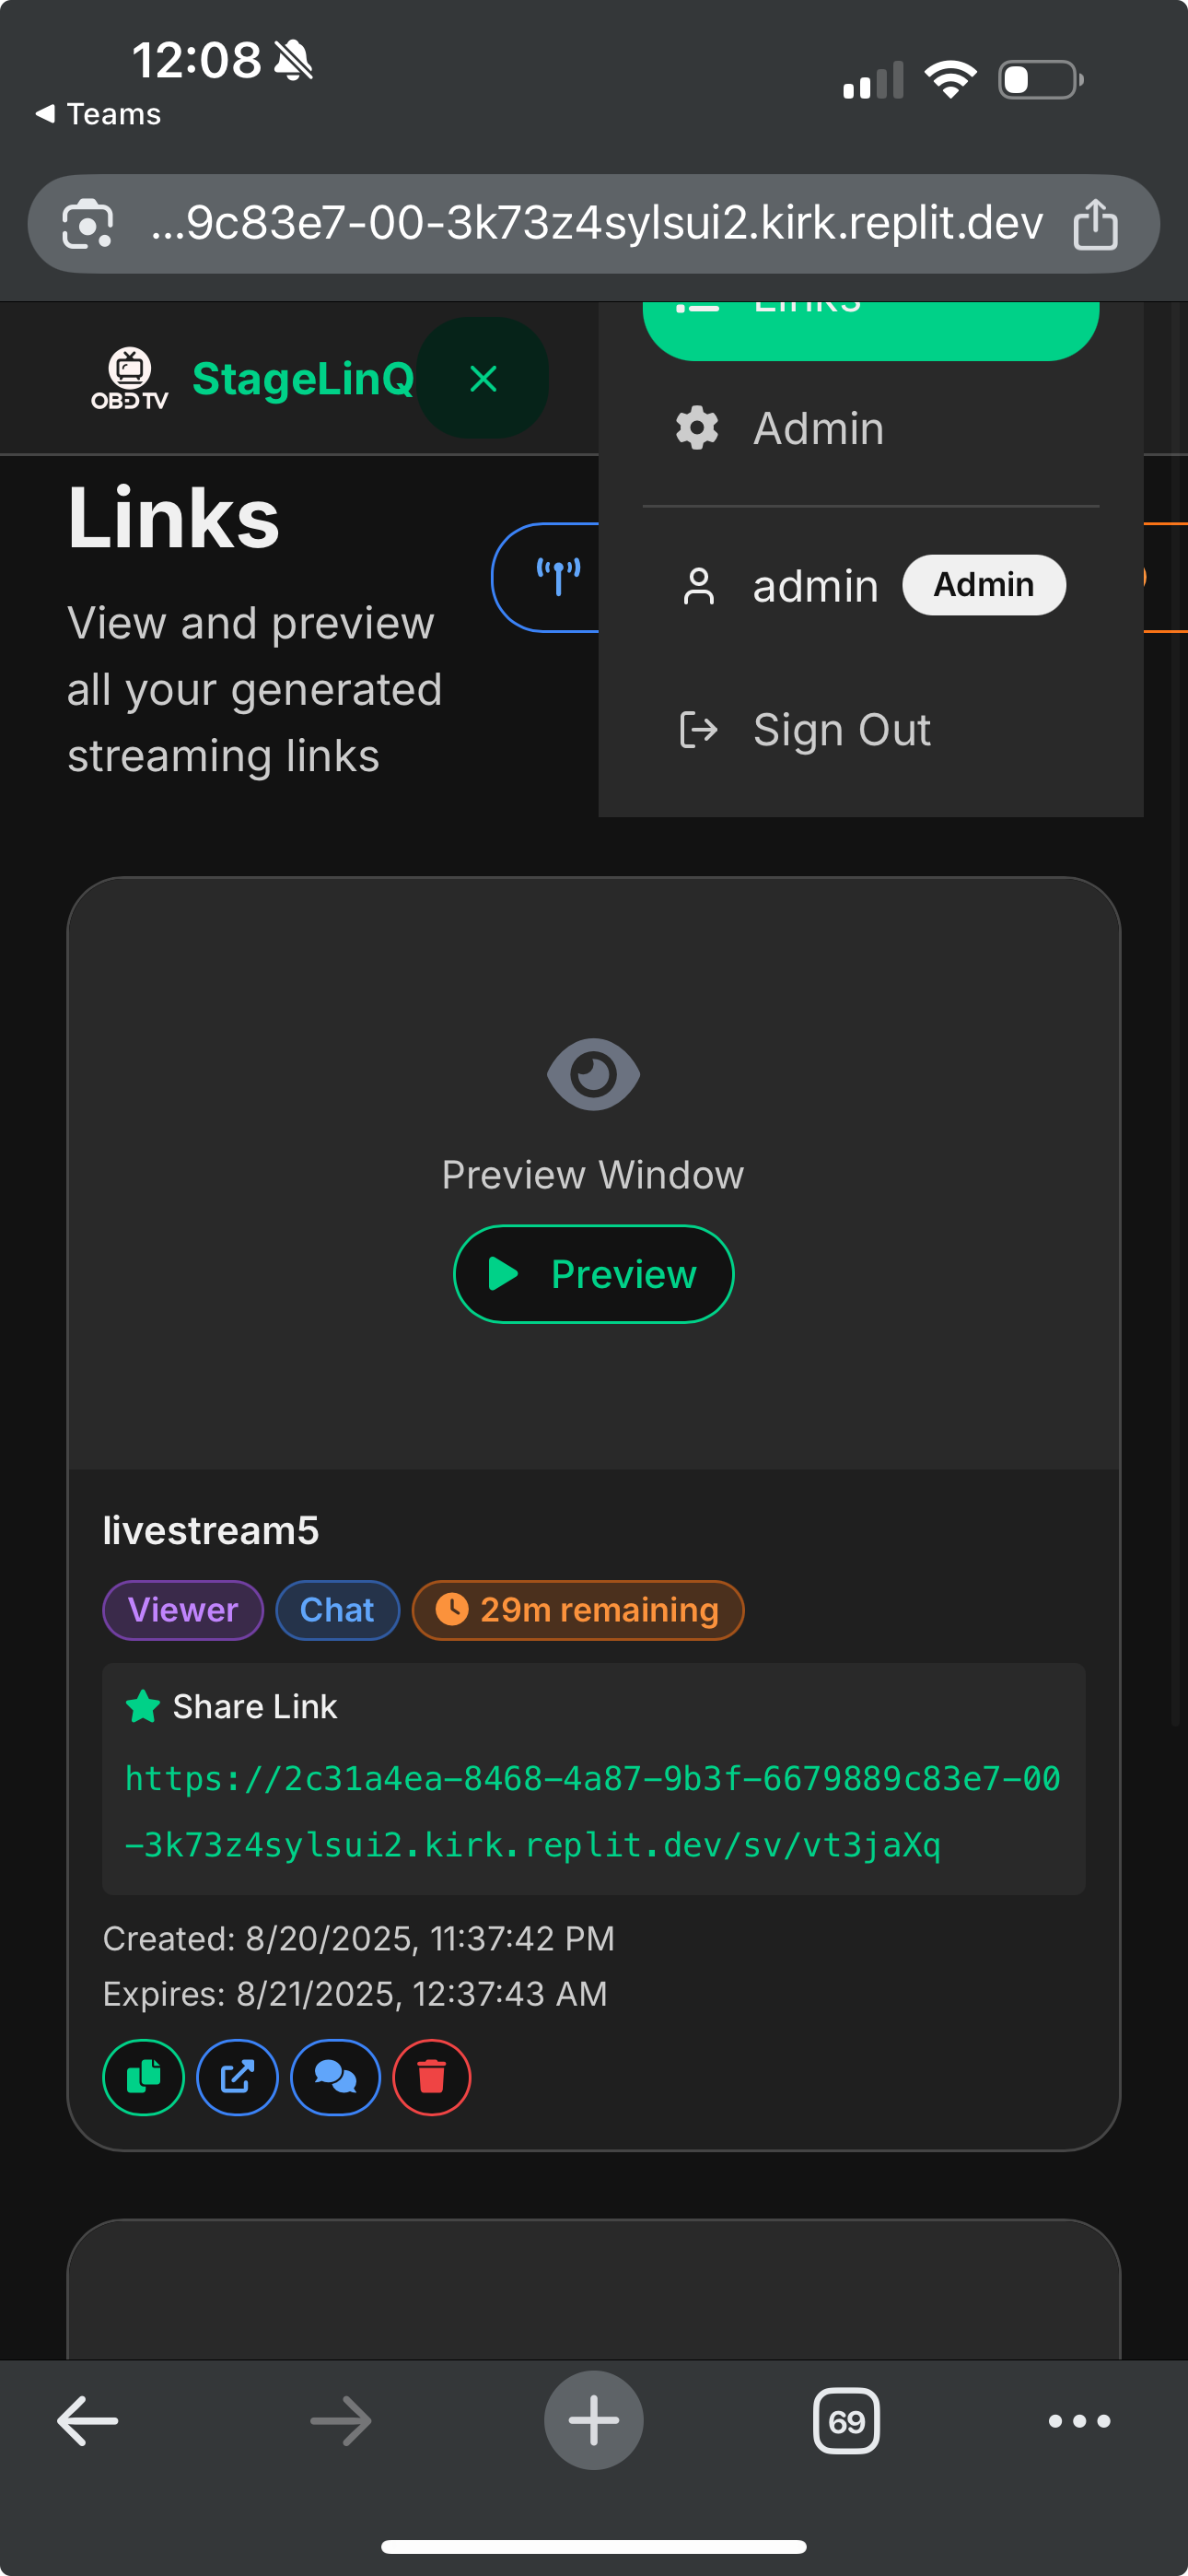 12:08
Teams
...9c83e7-00-3k73z4sylsui2.kirk.replit.dev
OBDTV
StageLinQ
Links
Admin
admin Admin
Sign Out
Links
View and preview
all your generated
streaming links
Preview Window
Preview
livestream5
Viewer Chat 29m remaining
Share Link
https://2c31a4ea-8468-4a87-9b3f-6679889c83e7-00
-3k73z4sylsui2.kirk.replit.dev/sv/vt3jaXq
Created: 8/20/2025, 11:37:42 PM
Expires: 8/21/2025, 12:37:43 AM
69